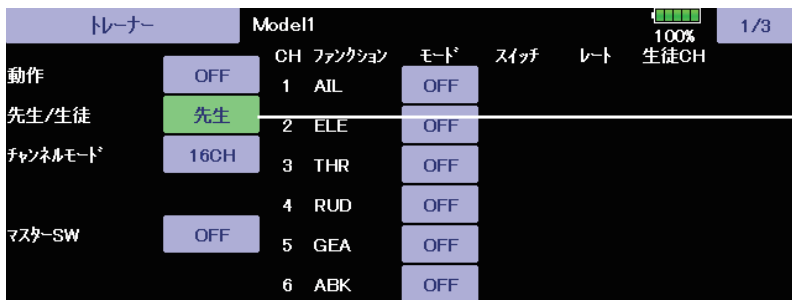 トレーナー Model1 100% 1/3
CH ファンクション モード スイッチ レート 生徒CH
動作 OFF 1 AIL OFF
先生/生徒 先生 2 ELE OFF
チャンネルモード 16CH 3 THR OFF
4 RUD OFF
マスターSW OFF 5 GEA OFF
6 ABK OFF